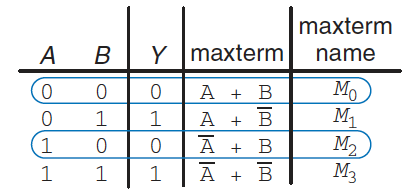 A B Y maxterm maxterm name
0 0 0 A + B M₀
0 1 1 A + B̅ M₁
1 0 0 A̅ + B M₂
1 1 1 A̅ + B̅ M₃